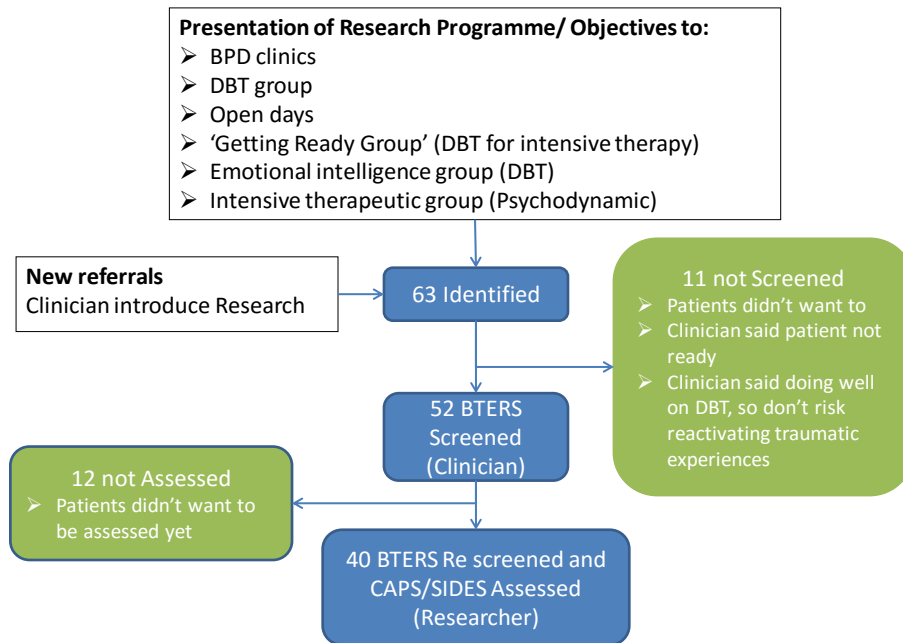 Presentation of Research Programme/ Objectives to:
➢ BPD clinics
➢ DBT group
➢ Open days
➢ ‘Getting Ready Group’ (DBT for intensive therapy)
➢ Emotional intelligence group (DBT)
➢ Intensive therapeutic group (Psychodynamic)
New referrals
Clinician introduce Research
63 Identified
11 not Screened
➢ Patients didn’t want to
➢ Clinician said patient not
ready
➢ Clinician said doing well
on DBT, so don’t risk
reactivating traumatic
experiences
52 BTERS
Screened
(Clinician)
12 not Assessed
➢ Patients didn’t want to
be assessed yet
40 BTERS Re screened and
CAPS/SIDES Assessed
(Researcher)